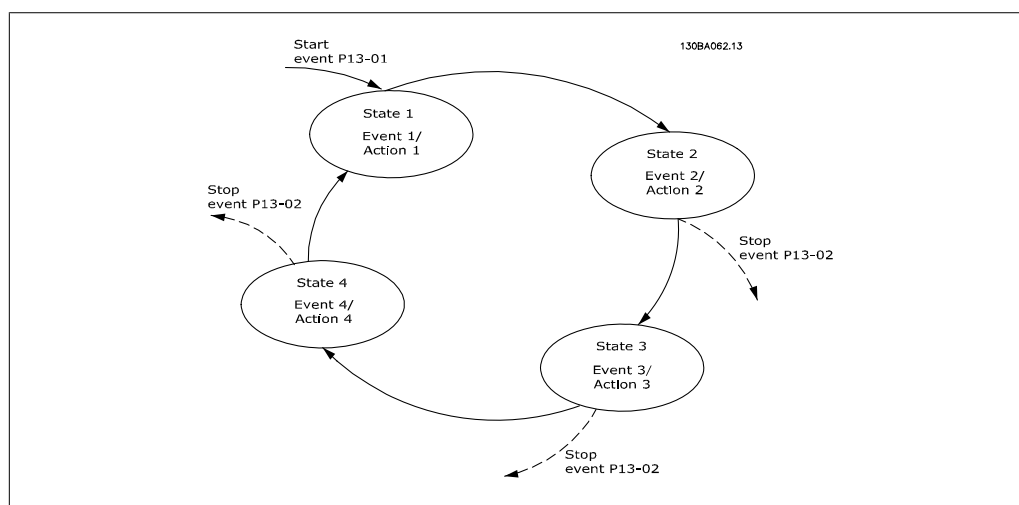 Start
event P13-01
130BA062.13
State 1
Event 1/
Action 1
State 2
Event 2/
Action 2
Stop
event P13-02
Stop
event P13-02
State 4
Event 4/
Action 4
State 3
Event 3/
Action 3
Stop
event P13-02